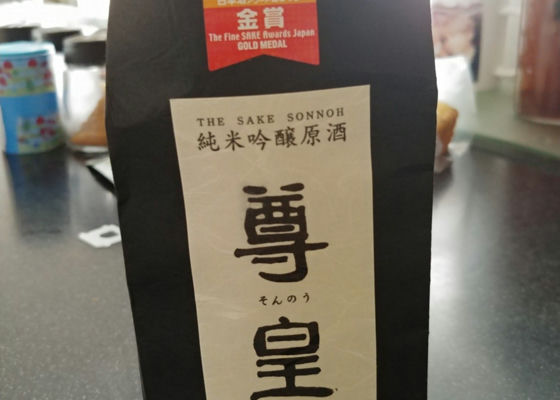 金賞
The Fine SAKE Awards Japan
GOLD MEDAL
THE SAKE SONNOH
純米吟醸原酒
尊
そんのう
皇